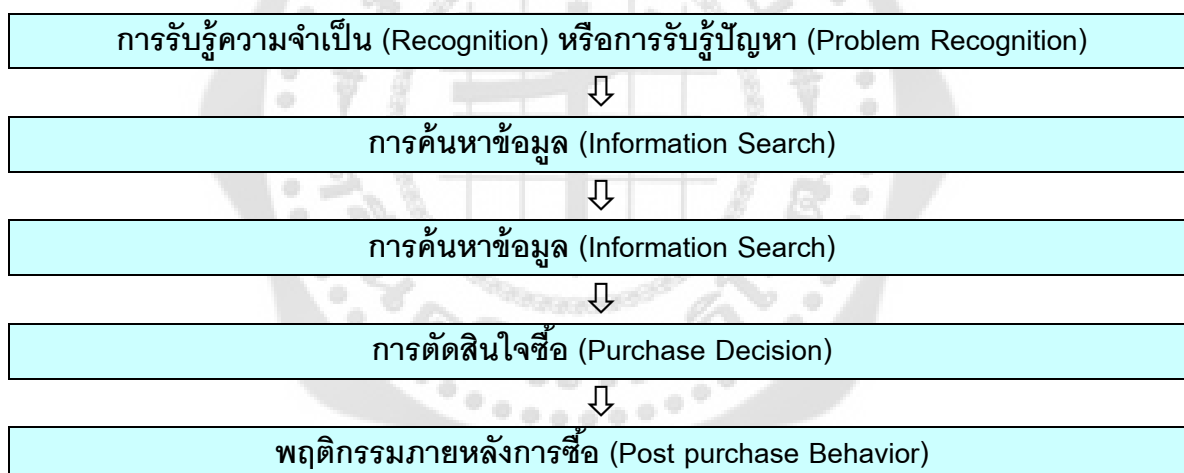 การรับรู้ความจำเป็น (Recognition) หรือการรับรู้ปัญหา (Problem Recognition)
⇩
การค้นหาข้อมูล (Information Search)
⇩
การค้นหาข้อมูล (Information Search)
⇩
การตัดสินใจซื้อ (Purchase Decision)
⇩
พฤติกรรมภายหลังการซื้อ (Post purchase Behavior)